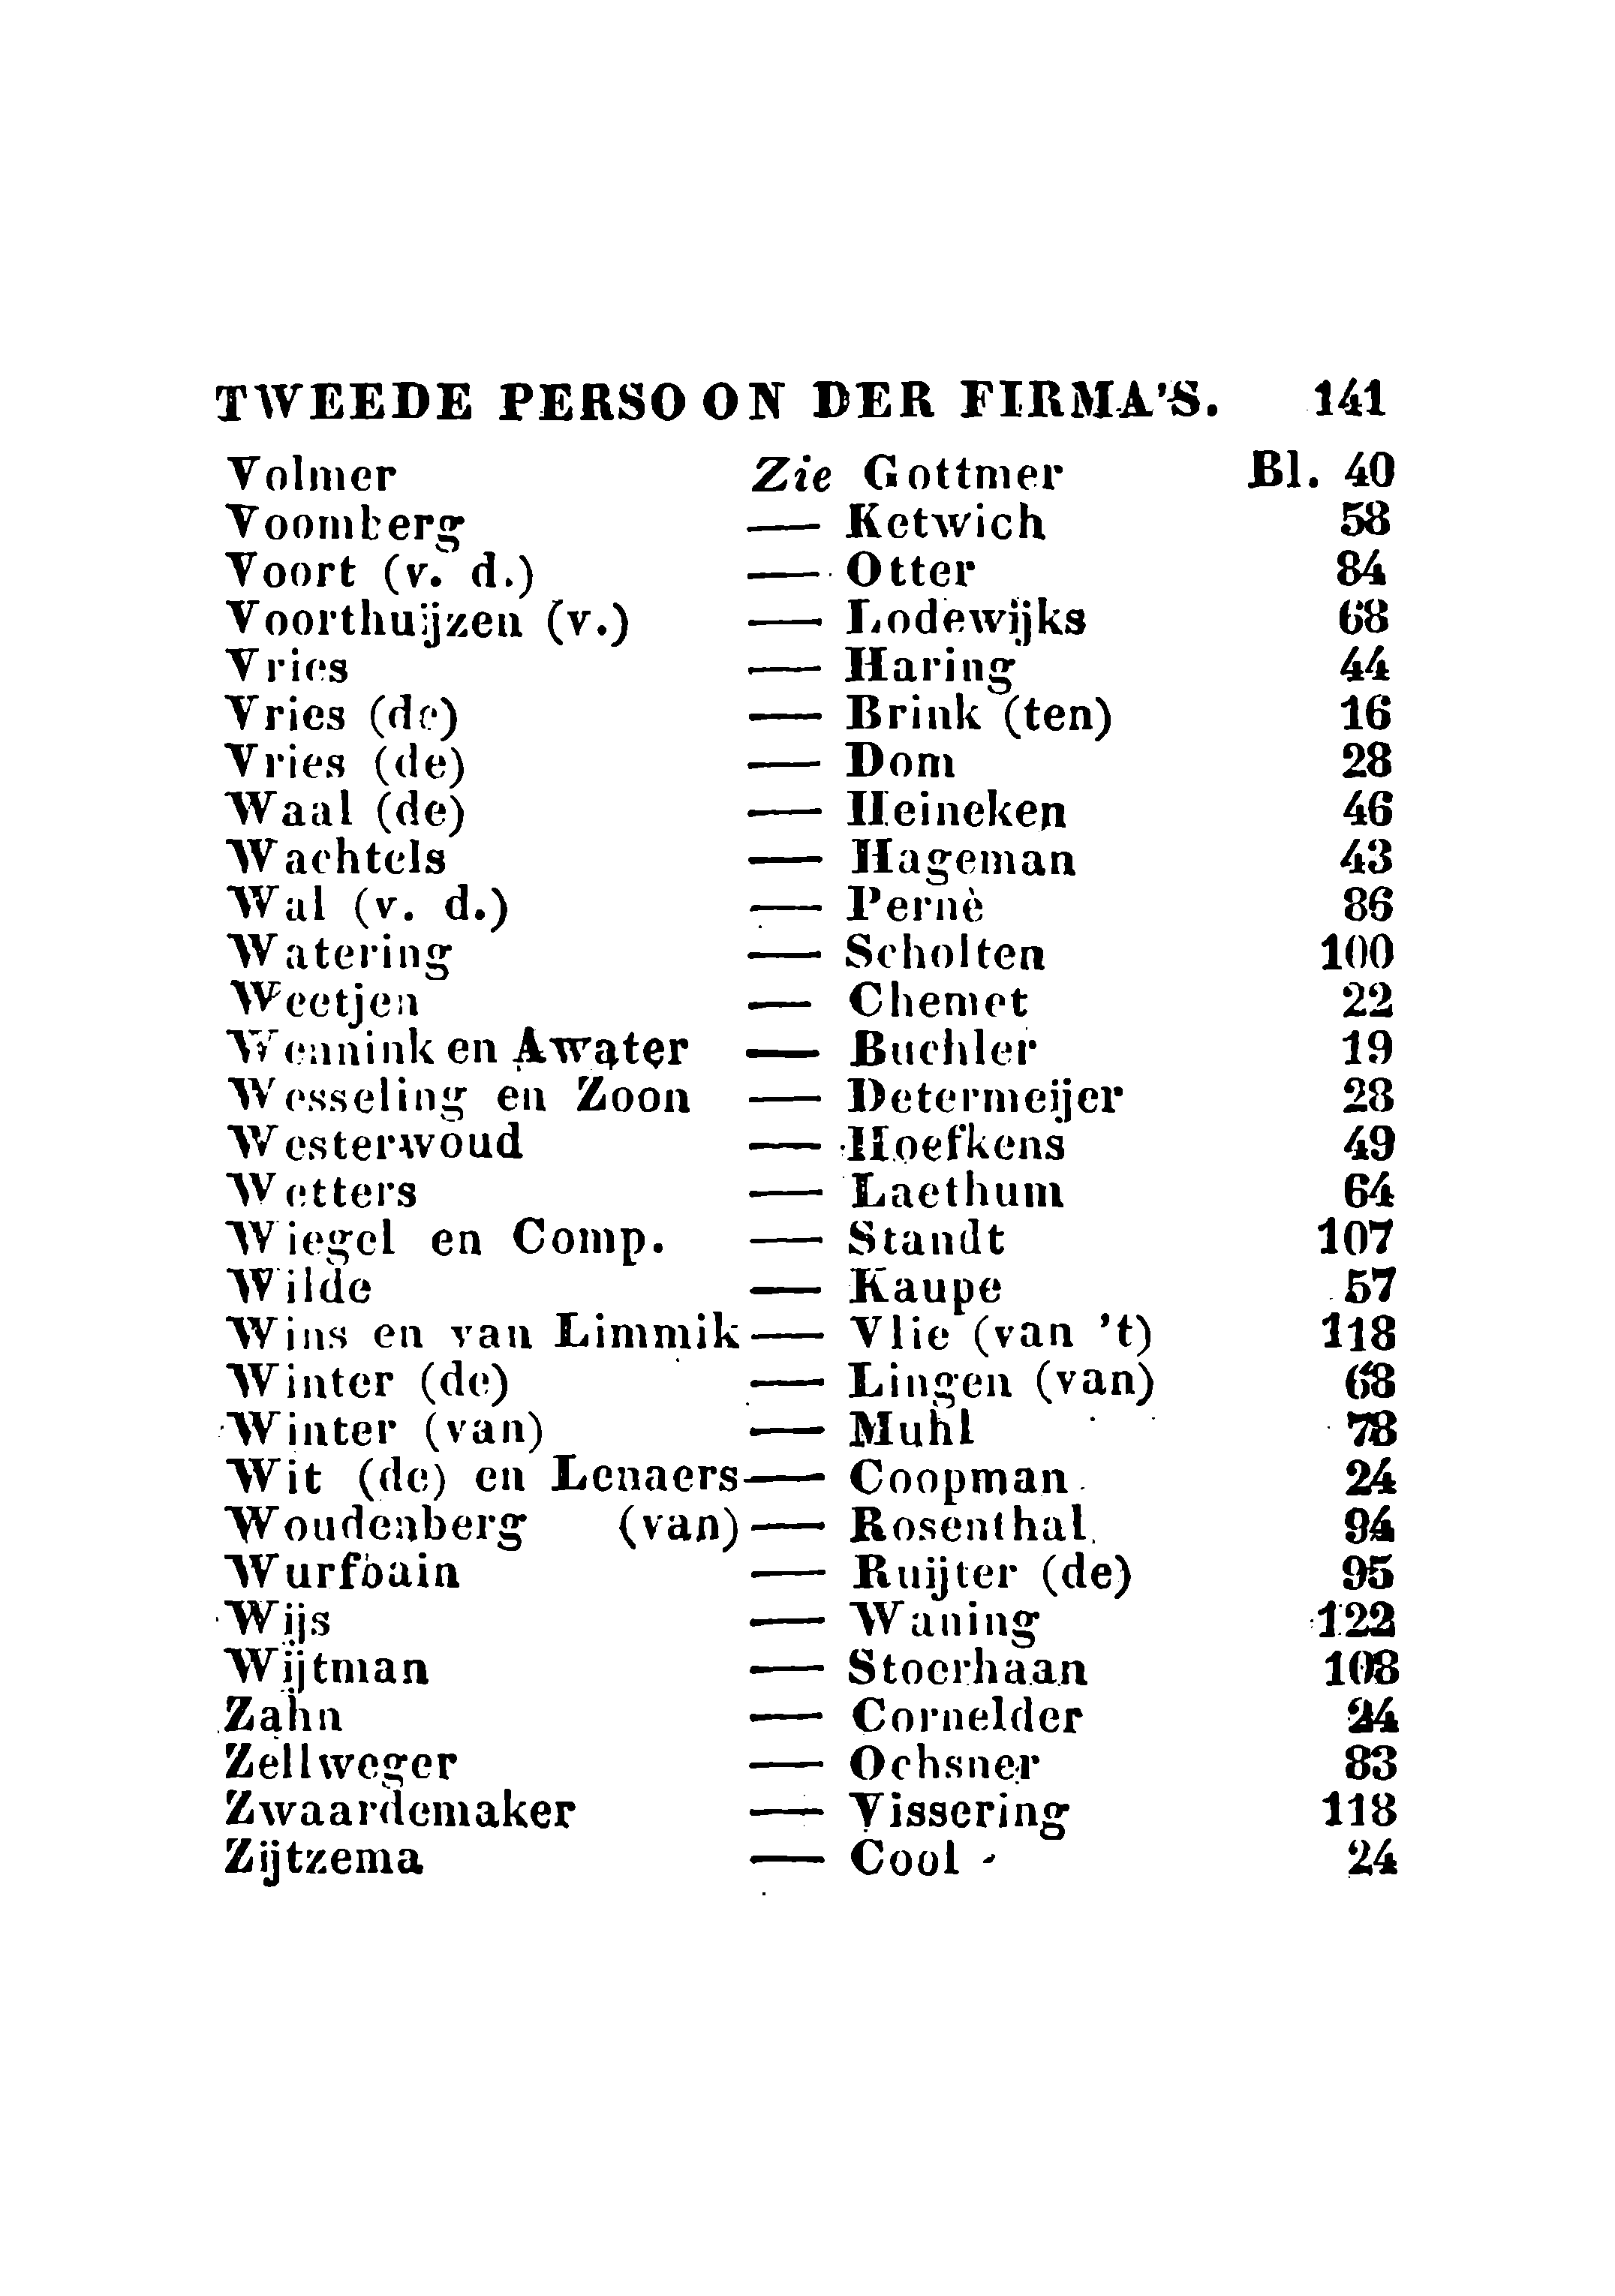 TWEEDE PERSOON DER FIRMA'S. 141
Volmer Zie Gottmer Bl. 40
Voomberg — Ketwich 58
Voort (v. d.) — Otter 84
Voorthuijzen (v.) — Lodewijks 68
Vries — Haring 44
Vries (de) — Brink (ten) 16
Vries (de) — Dom 28
Waal (de) — Heineken 46
Wachtels — Hageman 43
Wal (v. d.) — Pernè 86
Watering — Scholten 100
Weetjen — Chemet 22
Wennink en Awater — Buchler 19
Wesseling en Zoon — Determeijer 28
Westerwoud — Hoefkens 49
Wetters — Laethum 64
Wiegel en Comp. — Standt 107
Wilde — Kaupe 57
Wins en van Limmik — Vlie (van 't) 118
Winter (de) — Lingen (van) 68
Winter (van) — Muhl 78
Wit (de) en Lenaers — Coopman 24
Woudenberg (van) — Rosenthal 94
Wurfbain — Ruijter (de) 95
Wijs — Waning 122
Wijtman — Stoerhaan 108
Zahn — Cornelder 24
Zellweger — Ochsner 83
Zwaardemaker — Vissering 118
Zijtzema — Cool 24